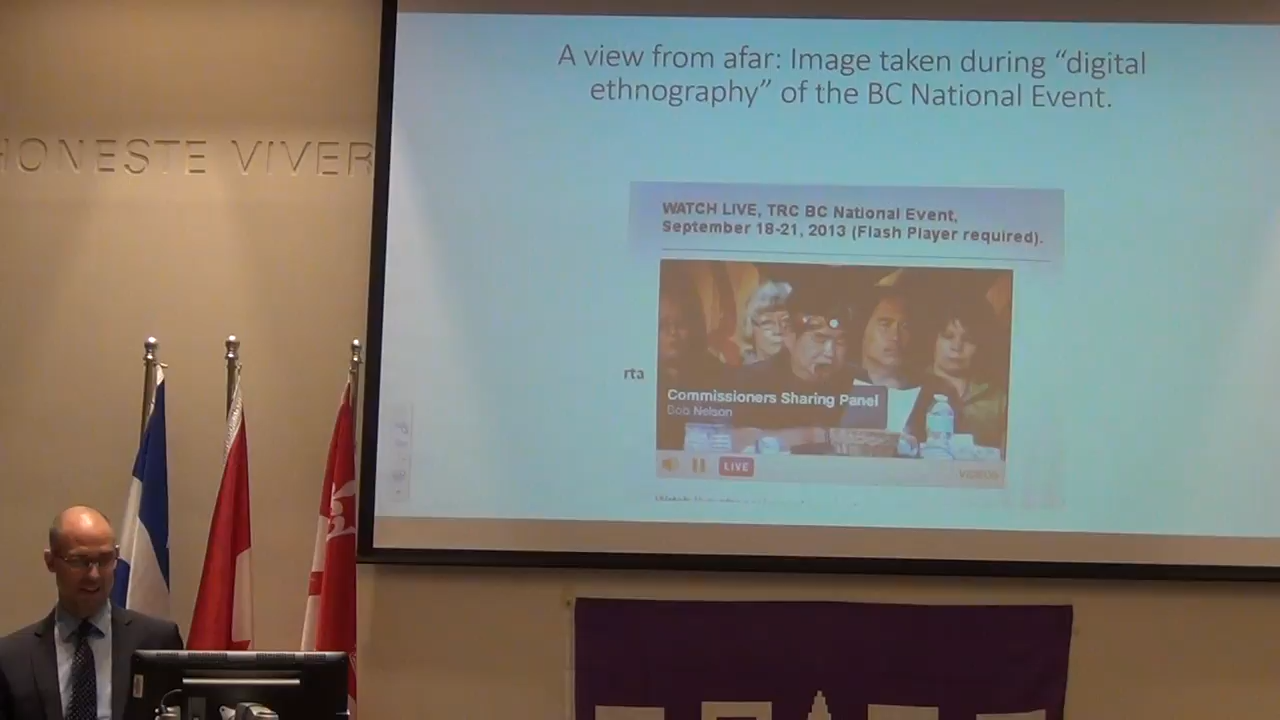 HONESTE VIVER
A view from afar: Image taken during “digital
ethnography” of the BC National Event.
WATCH LIVE, TRC BC National Event,
September 18-21, 2013 (Flash Player required).
rta
Commissioners Sharing Panel
Bob Nelson
LIVE
VIDEOS